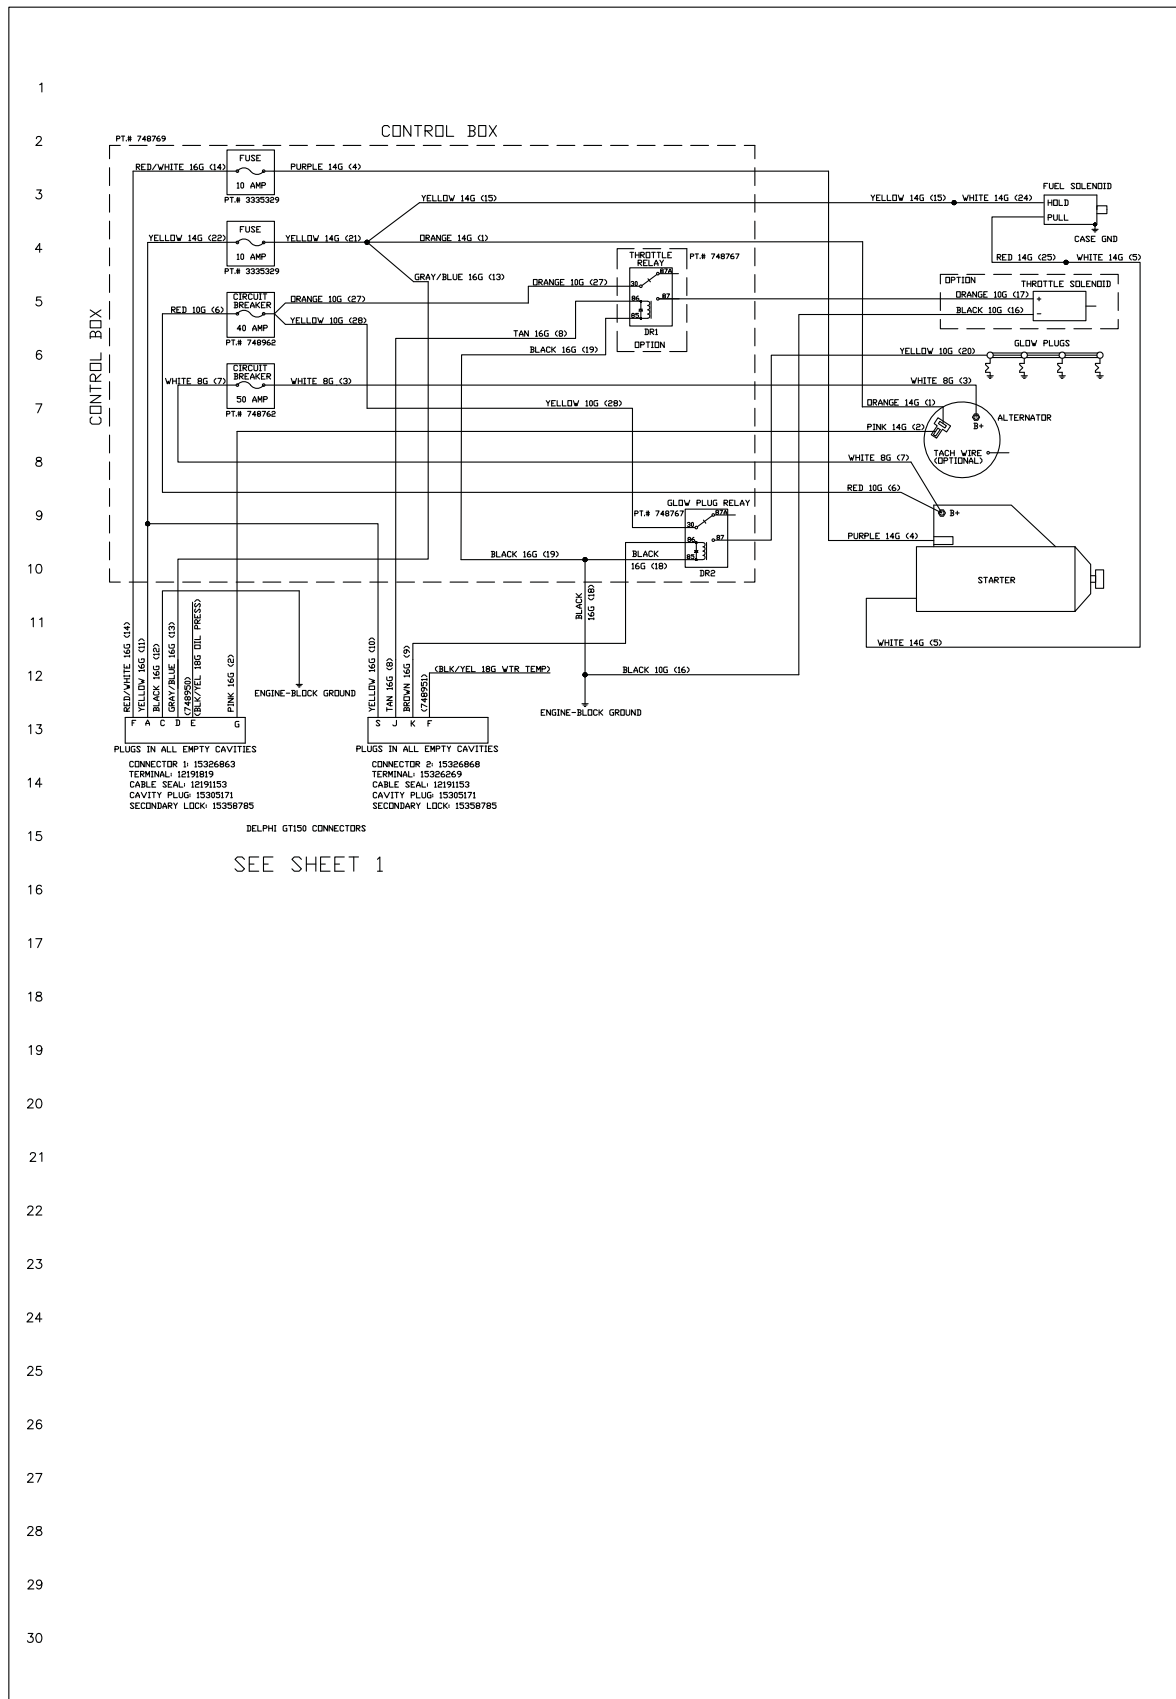 1
2
PT.# 748769
CONTROL BOX
CONTROL BOX
RED/WHITE 16G (14)
FUSE
10 AMP
PT.# 3335329
PURPLE 14G (4)
3
YELLOW 14G (15)
YELLOW 14G (15)
WHITE 14G (24)
FUEL SOLENOID
HOLD
PULL
CASE GND
4
YELLOW 14G (22)
FUSE
10 AMP
PT.# 3335329
YELLOW 14G (21)
ORANGE 14G (1)
GRAY/BLUE 16G (13)
THROTTLE
RELAY
PT.# 748767
87A
30
87
86
85
DR1
OPTION
RED 14G (25)
WHITE 14G (5)
5
RED 10G (6)
CIRCUIT
BREAKER
40 AMP
PT.# 748962
ORANGE 10G (27)
YELLOW 10G (28)
ORANGE 10G (27)
TAN 16G (8)
BLACK 16G (19)
OPTION
THROTTLE SOLENOID
ORANGE 10G (17)
+
BLACK 10G (16)
-
6
GLOW PLUGS
YELLOW 10G (20)
WHITE 8G (7)
CIRCUIT
BREAKER
50 AMP
PT.# 748762
WHITE 8G (3)
WHITE 8G (3)
7
YELLOW 10G (28)
ORANGE 14G (1)
PINK 14G (2)
B+
ALTERNATOR
TACH WIRE
(OPTIONAL)
8
WHITE 8G (7)
RED 10G (6)
9
GLOW PLUG RELAY
PT.# 748767
87A
30
87
86
85
DR2
B+
PURPLE 14G (4)
STARTER
10
BLACK 16G (19)
BLACK
16G (18)
BLACK
16G (18)
11
WHITE 14G (5)
12
RED/WHITE 16G (14)
YELLOW 16G (11)
BLACK 16G (12)
GRAY/BLUE 16G (13)
(748950)
(BLK/YEL 18G OIL PRESS)
PINK 16G (2)
ENGINE-BLOCK GROUND
YELLOW 16G (10)
TAN 16G (8)
BROWN 16G (9)
(748951)
(BLK/YEL 18G WTR TEMP)
BLACK 10G (16)
ENGINE-BLOCK GROUND
13
F A C D E G
S J K F
PLUGS IN ALL EMPTY CAVITIES
CONNECTOR 1: 15326863
TERMINAL: 12191819
CABLE SEAL: 12191153
CAVITY PLUG: 15305171
SECONDARY LOCK: 15358785
PLUGS IN ALL EMPTY CAVITIES
CONNECTOR 2: 15326868
TERMINAL: 15326269
CABLE SEAL: 12191153
CAVITY PLUG: 15305171
SECONDARY LOCK: 15358785
14
DELPHI GT150 CONNECTORS
15
SEE SHEET 1
16
17
18
19
20
21
22
23
24
25
26
27
28
29
30